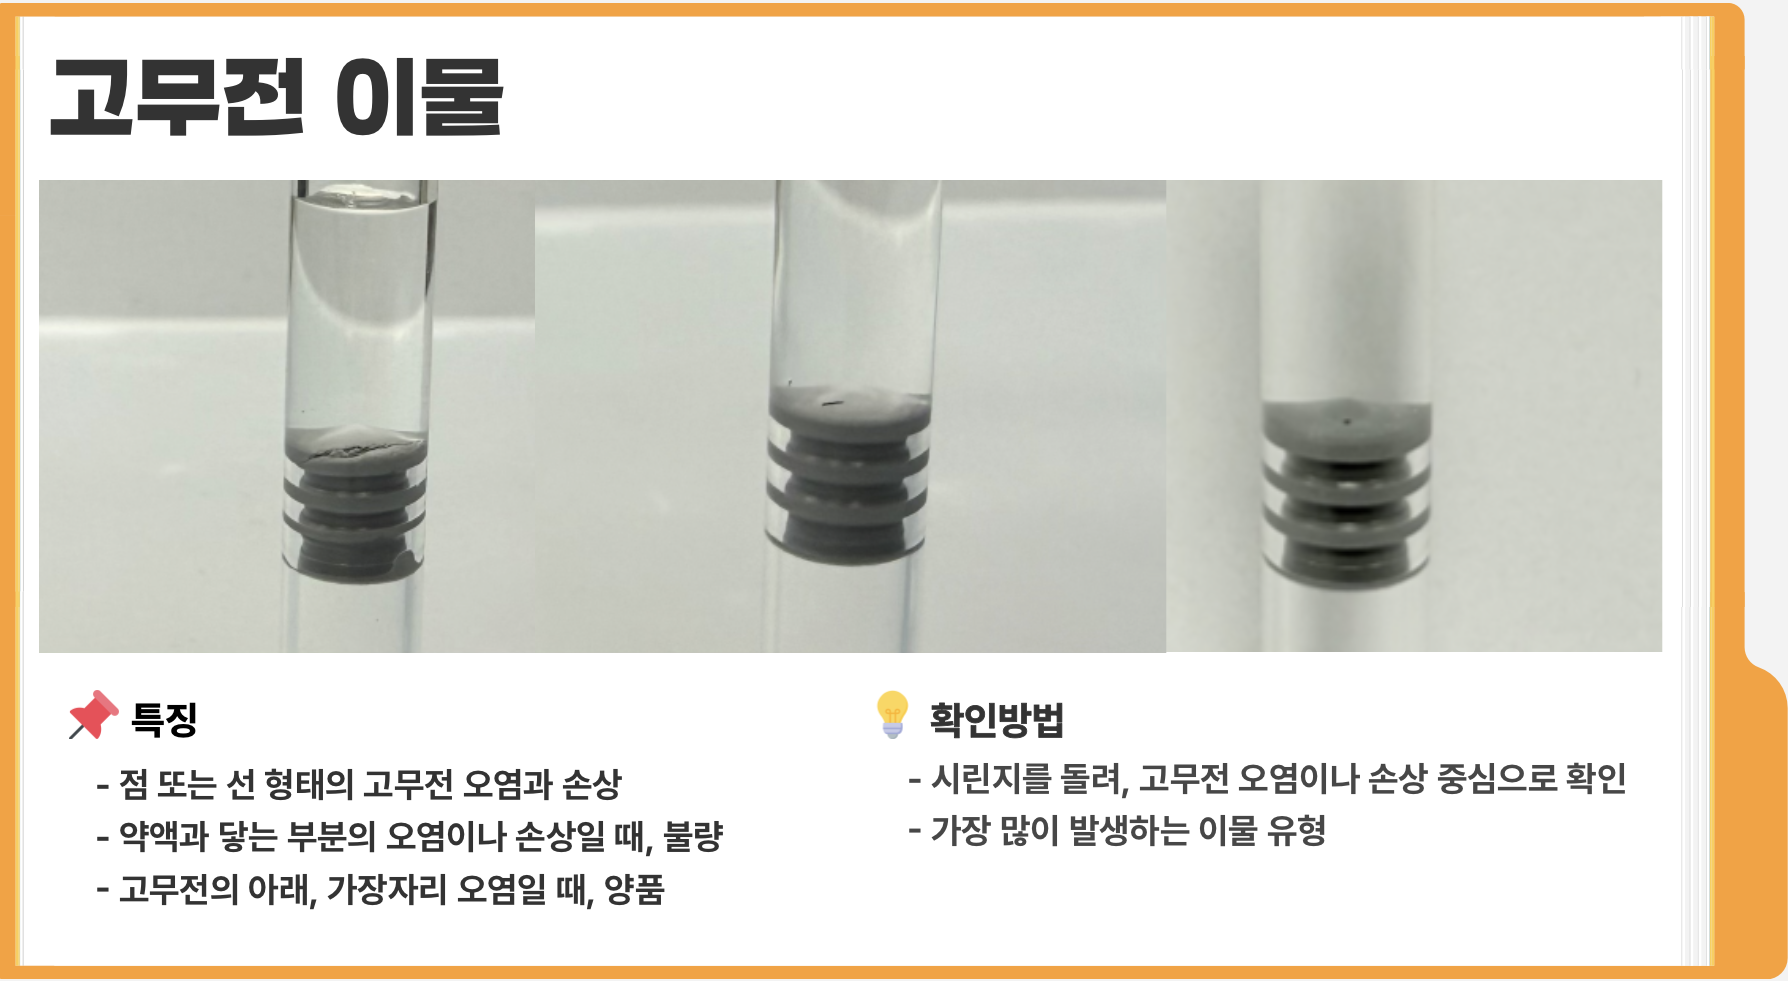 고무전 이물
특징
- 점 또는 선 형태의 고무전 오염과 손상
- 약액과 닿는 부분의 오염이나 손상일 때, 불량
- 고무전의 아래, 가장자리 오염일 때, 양품
확인방법
- 시린지를 돌려, 고무전 오염이나 손상 중심으로 확인
- 가장 많이 발생하는 이물 유형